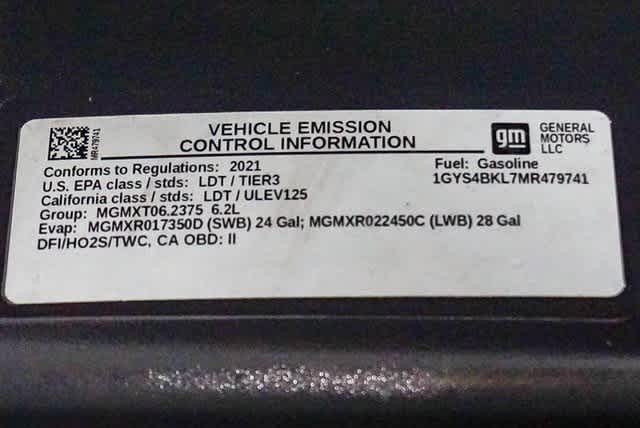 VEHICLE EMISSION
CONTROL INFORMATION
MR479741
gm
GENERAL
MOTORS
LLC
Conforms to Regulations: 2021
Fuel: Gasoline
U.S. EPA class / stds: LDT / TIER3
1GYS4BKL7MR479741
California class / stds: LDT / ULEV125
Group: MGMXT06.2375 6.2L
Evap: MGMXR017350D (SWB) 24 Gal; MGMXR022450C (LWB) 28 Gal
DFI/HO2S/TWC, CA OBD: II